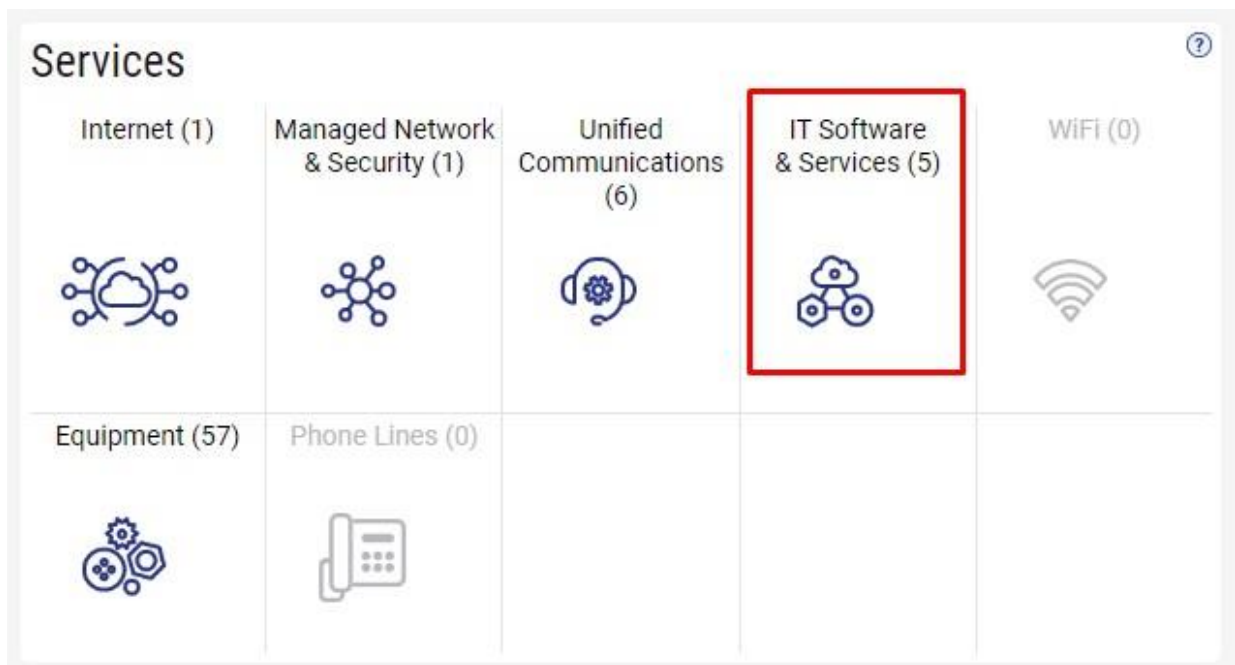 Services
?
Internet (1)
Managed Network
& Security (1)
Unified
Communications
(6)
IT Software
& Services (5)
WiFi (0)
Equipment (57)
Phone Lines (0)